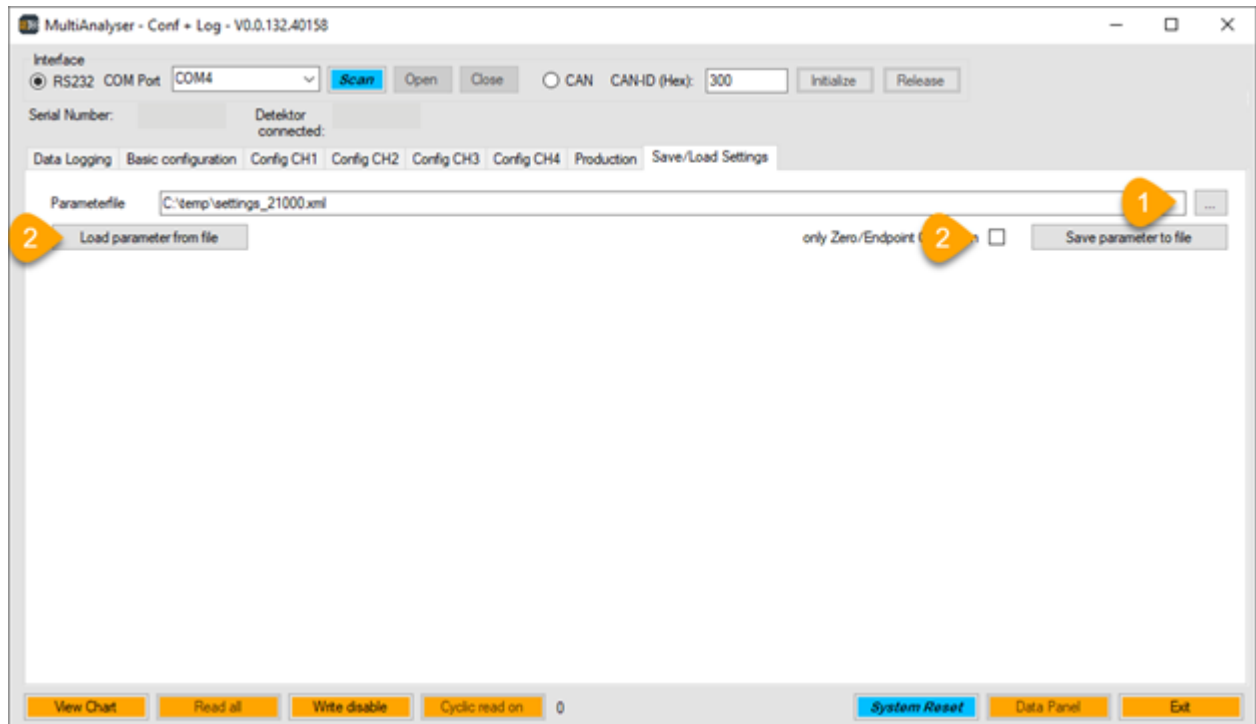 MultiAnalyser - Conf + Log - V0.0.132.40158
Interface
RS232 COM Port COM4 Scan Open Close CAN CAN-ID (Hex): 300 Initialize Release
Serial Number: Detektor
connected:
Data Logging Basic configuration Config CH1 Config CH2 Config CH3 Config CH4 Production Save/Load Settings
Parameterfile C:\temp\settings_21000.xml 1 ...
2 Load parameter from file only Zero/Endpoint 2 Save parameter to file
View Chart Read all Write disable Cyclic read on 0 System Reset Data Panel Exit